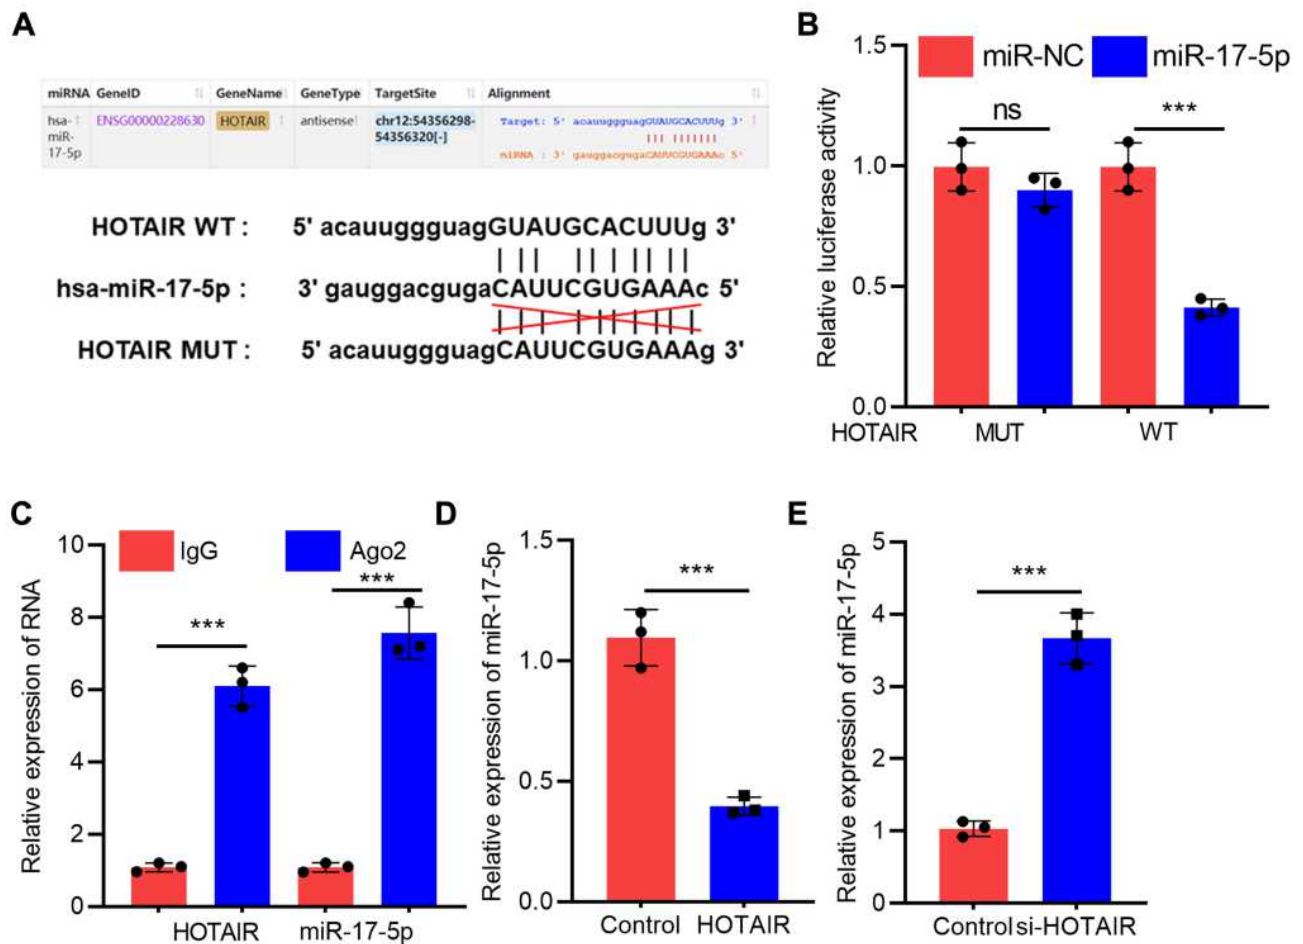 A
miRNA GeneID GeneName GeneType TargetSite Alignment
hsa-miR-17-5p ENSG00000228630 HOTAIR antisense chr12:54356298-54356320[-]
Target: 5' acauuggguagGUAUGCACUUUg 3'
miRNA : 3' gauggacgugaCAUUCGUGAAAc 5'
HOTAIR WT : 5' acauuggguagGUAUGCACUUUg 3'
hsa-miR-17-5p : 3' gauggacgugaCAUUCGUGAAAc 5'
HOTAIR MUT : 5' acauuggguagCAUUCGUGAAAg 3'
B
miR-NC miR-17-5p
Relative luciferase activity
1.5
1.0
0.5
0.0
ns
***
HOTAIR MUT WT
C
IgG Ago2
Relative expression of RNA
10
8
6
4
2
0
***
***
HOTAIR miR-17-5p
D
Relative expression of miR-17-5p
1.5
1.0
0.5
0.0
***
Control HOTAIR
E
Relative expression of miR-17-5p
5
4
3
2
1
0
***
Control si-HOTAIR